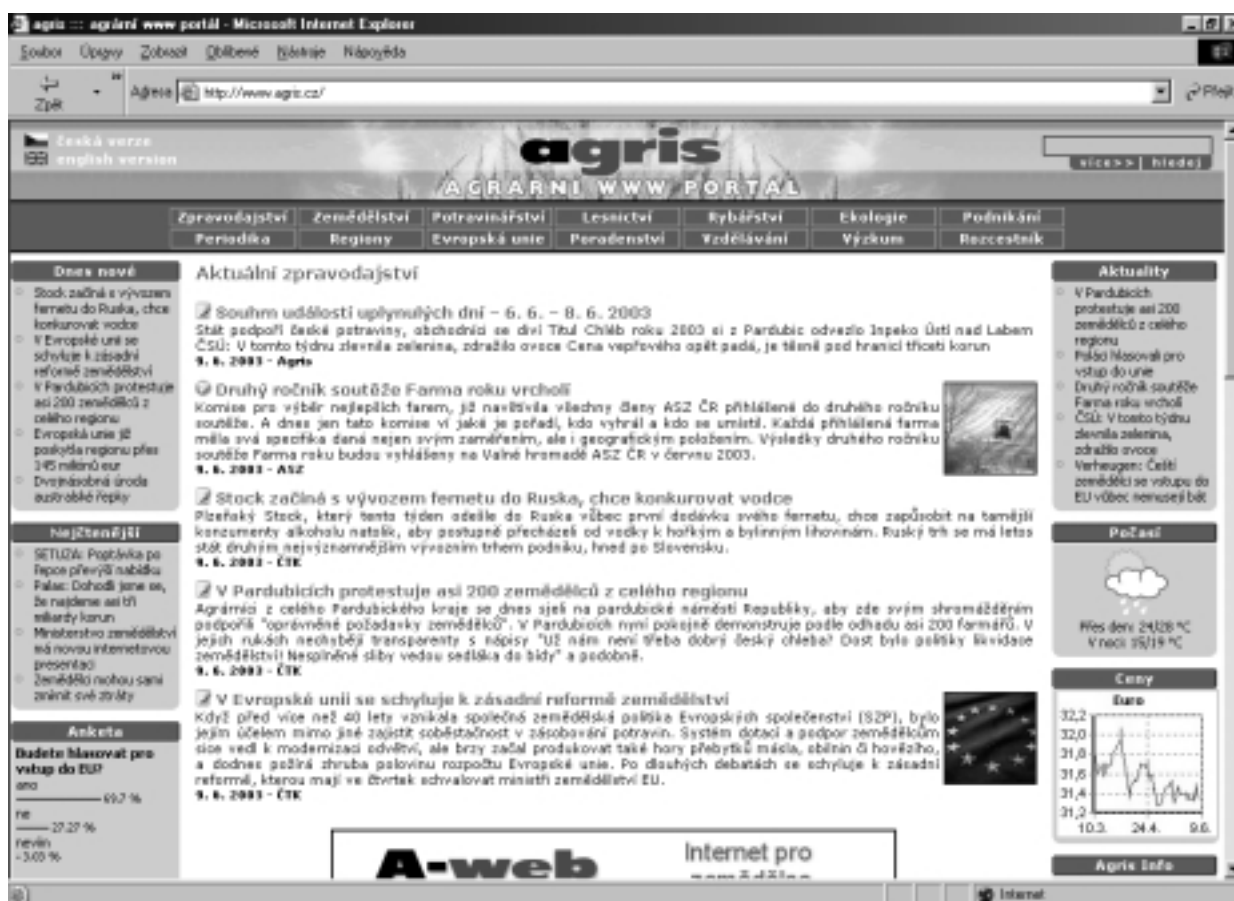 agris ::: agrární www portál - Microsoft Internet Explorer
Soubor Úpravy Zobrazit Oblíbené Nástroje Nápověda
Zpět
Adresa http://www.agris.cz/
Přejít
česká verze
english version
agris
AGRARNI WWW PORTAL
více>> | hledej
Zpravodajství Zemědělství Potravinářství Lesnictví Rybářství Ekologie Podnikání
Periodika Regiony Evropská unie Poradenství Vzdělávání Výzkum Rozcestník
Dnes nové
Stock začíná s vývozem
fernetu do Ruska, chce
konkurovat vodce
V Evropské unii se
schyluje k zásadní
reformě zemědělství
V Pardubicích protestuje
asi 200 zemědělců z
celého regionu
Evropská unie již
poskytla regionu přes
145 miliónů eur
Dvojnásobná úroda
australské řepky
Nejčtenější
SETUZA: Poptávka po
řepce převýší nabídku
Palas: Dohodli jsme se,
že najdeme asi tři
miliardy korun
Ministerstvo zemědělství
má novou internetovou
presentaci
Zemědělci mohou sami
zmírnit své ztráty
Anketa
Budete hlasovat pro
vstup do EU?
ano
69.7 %
ne
27.27 %
nevím
3.03 %
Aktuální zpravodajství
Souhrn událostí uplynulých dní – 6. 6. – 8. 6. 2003
Stát podpoří české potraviny, obchodníci se diví Titul Chléb roku 2003 si z Pardubic odvezlo Inpeko Ústí nad Labem
ČSÚ: V tomto týdnu zlevnila zelenina, zdražilo ovoce Cena vepřového opět padá, je těsně pod hranicí třiceti korun
9. 6. 2003 - Agris
Druhý ročník soutěže Farma roku vrcholí
Komise pro výběr nejlepších farem, již navštívila všechny členy ASZ ČR přihlášené do druhého ročníku
soutěže. A dnes jen tato komise ví jaké je pořadí, kdo vyhrál a kdo se umístil. Každá přihlášená farma
měla svá specifika daná nejen svým zaměřením, ale i geografickým položením. Výsledky druhého ročníku
soutěže Farma roku budou vyhlášeny na Valné hromadě ASZ ČR v červnu 2003.
9. 6. 2003 - ASZ
Stock začíná s vývozem fernetu do Ruska, chce konkurovat vodce
Plzeňský Stock, který tento týden odešle do Ruska vůbec první dodávku svého fernetu, chce zapůsobit na tamější
konzumenty alkoholu natolik, aby postupně přecházeli od vodky k hořkým a bylinným lihovinám. Ruský trh se má letos
stát druhým nejvýznamnějším vývozním trhem podniku, hned po Slovensku.
9. 6. 2003 - ČTK
V Pardubicích protestuje asi 200 zemědělců z celého regionu
Agrárníci z celého Pardubického kraje se dnes sjeli na pardubické náměstí Republiky, aby zde svým shromážděním
podpořili "oprávněné požadavky zemědělců". V Pardubicích nyní pokojně demonstruje podle odhadu asi 200 farmářů. V
jejich rukách nechybějí transparenty s nápisy "Už nám není třeba dobrý český chleba! Dost bylo politiky likvidace
zemědělství! Nesplněné sliby vedou sedláka do bídy" a podobně.
9. 6. 2003 - ČTK
V Evropské unii se schyluje k zásadní reformě zemědělství
Když před více než 40 lety vznikala společná zemědělská politika Evropských společenství (SZP), bylo
jejím účelem mimo jiné zajistit soběstačnost v zásobování potravin. Systém dotací a podpor zemědělcům
sice vedl k modernizaci odvětví, ale brzy začal produkovat také hory přebytků másla, obilnin či hovězího,
a dodnes požírá zhruba polovinu rozpočtu Evropské unie. Po dlouhých debatách se schyluje k zásadní
reformě, kterou mají ve čtvrtek schvalovat ministři zemědělství EU.
9. 6. 2003 - ČTK
A-web
Internet pro
Aktuality
V Pardubicích
protestuje asi 200
zemědělců z celého
regionu
Poláci hlasovali pro
vstup do unie
Druhý ročník soutěže
Farma roku vrcholí
ČSÚ: V tomto týdnu
zlevnila zelenina,
zdražilo ovoce
Verheugen: Čeští
zemědělci se vstupu do
EU vůbec nemusejí bát
Počasí
Přes den: 24/28 °C
V noci: 15/19 °C
Ceny
Euro
32,2
32,0
31,8
31,6
31,4
31,2
10.3. 24.4. 9.6.
Agris Info
Internet